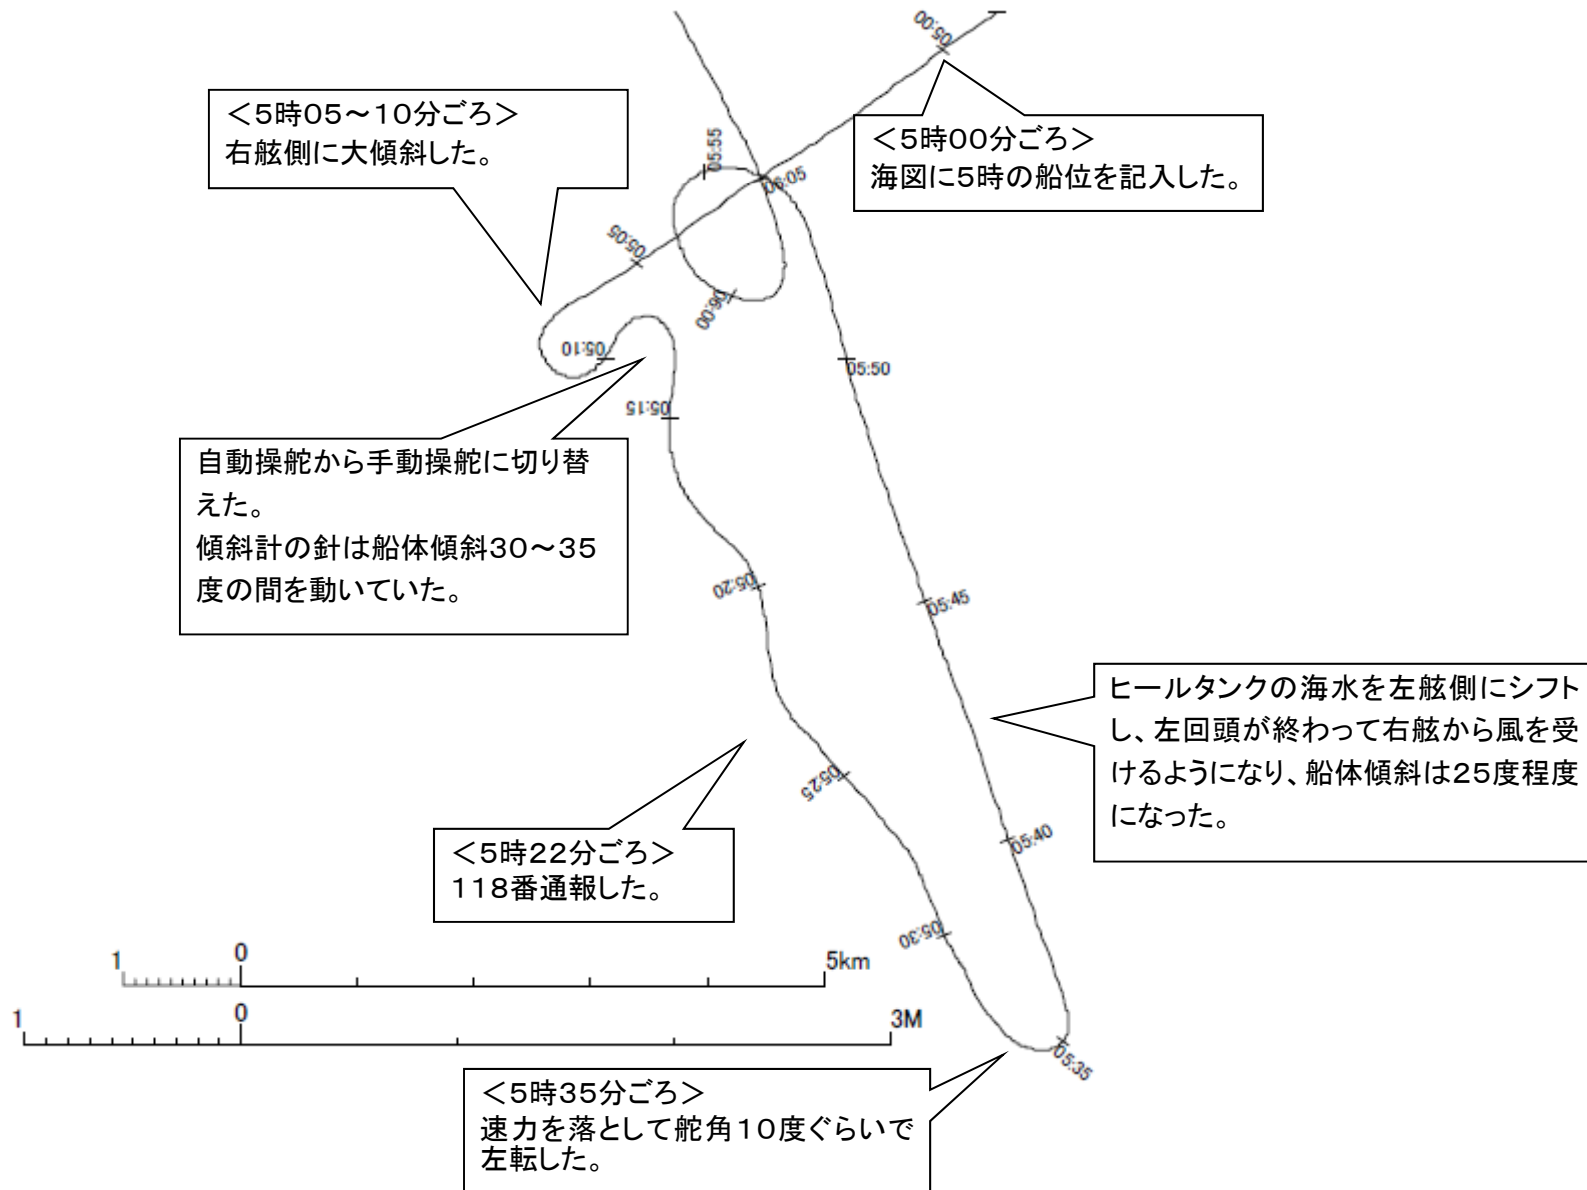 05:00
＜5時05～10分ごろ＞
右舷側に大傾斜した。
＜5時00分ごろ＞
海図に5時の船位を記入した。
05:55
06:05
05:05
06:00
05:10
05:50
05:15
自動操舵から手動操舵に切り替
えた。
傾斜計の針は船体傾斜30～35
度の間を動いていた。
05:20
05:45
ヒールタンクの海水を左舷側にシフト
し、左回頭が終わって右舷から風を受
けるようになり、船体傾斜は25度程度
になった。
05:25
05:40
＜5時22分ごろ＞
118番通報した。
05:30
1 0 5km
1 0 3M
05:35
＜5時35分ごろ＞
速力を落として舵角10度ぐらいで
左転した。